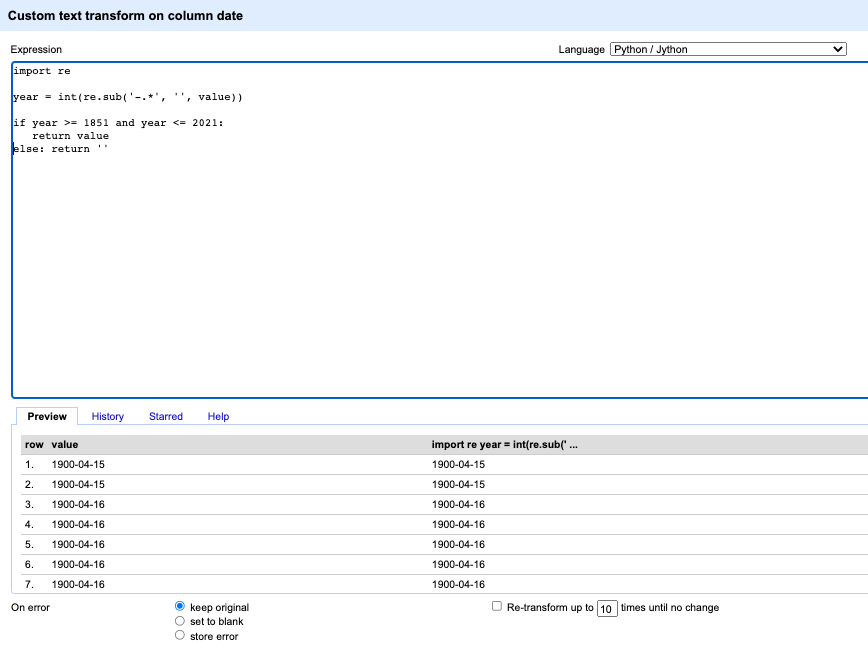 Custom text transform on column date
Expression
Language Python / Jython
import re
year = int(re.sub('-.*', '', value))
if year >= 1851 and year <= 2021:
   return value
else: return ''
Preview History Starred Help
row value import re year = int(re.sub(' ...
1. 1900-04-15 1900-04-15
2. 1900-04-15 1900-04-15
3. 1900-04-16 1900-04-16
4. 1900-04-16 1900-04-16
5. 1900-04-16 1900-04-16
6. 1900-04-16 1900-04-16
7. 1900-04-16 1900-04-16
On error keep original Re-transform up to 10 times until no change
set to blank
store error